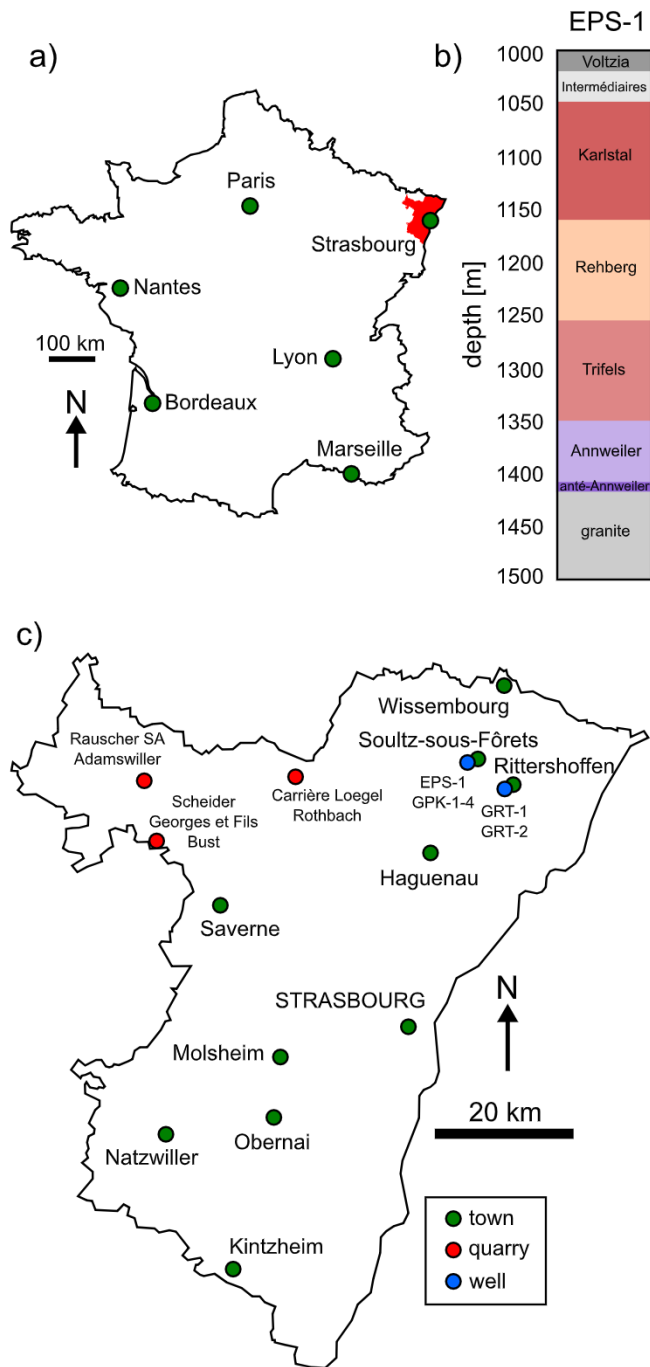 a)
Paris
Strasbourg
Nantes
100 km
Lyon
N
Bordeaux
Marseille
b)
EPS-1
depth [m]
1000
1050
1100
1150
1200
1250
1300
1350
1400
1450
1500
Voltzia
Intermédiaires
Karlstal
Rehberg
Trifels
Annweiler
anté-Annweiler
granite
c)
Wissembourg
Soultz-sous-Fôrets
Rauscher SA
Adamswiller
Rittershoffen
EPS-1
GPK-1-4
Carrière Loegel
Rothbach
Scheider
Georges et Fils
Bust
GRT-1
GRT-2
Haguenau
Saverne
STRASBOURG
N
Molsheim
20 km
Obernai
Natzwiller
Kintzheim
town
quarry
well